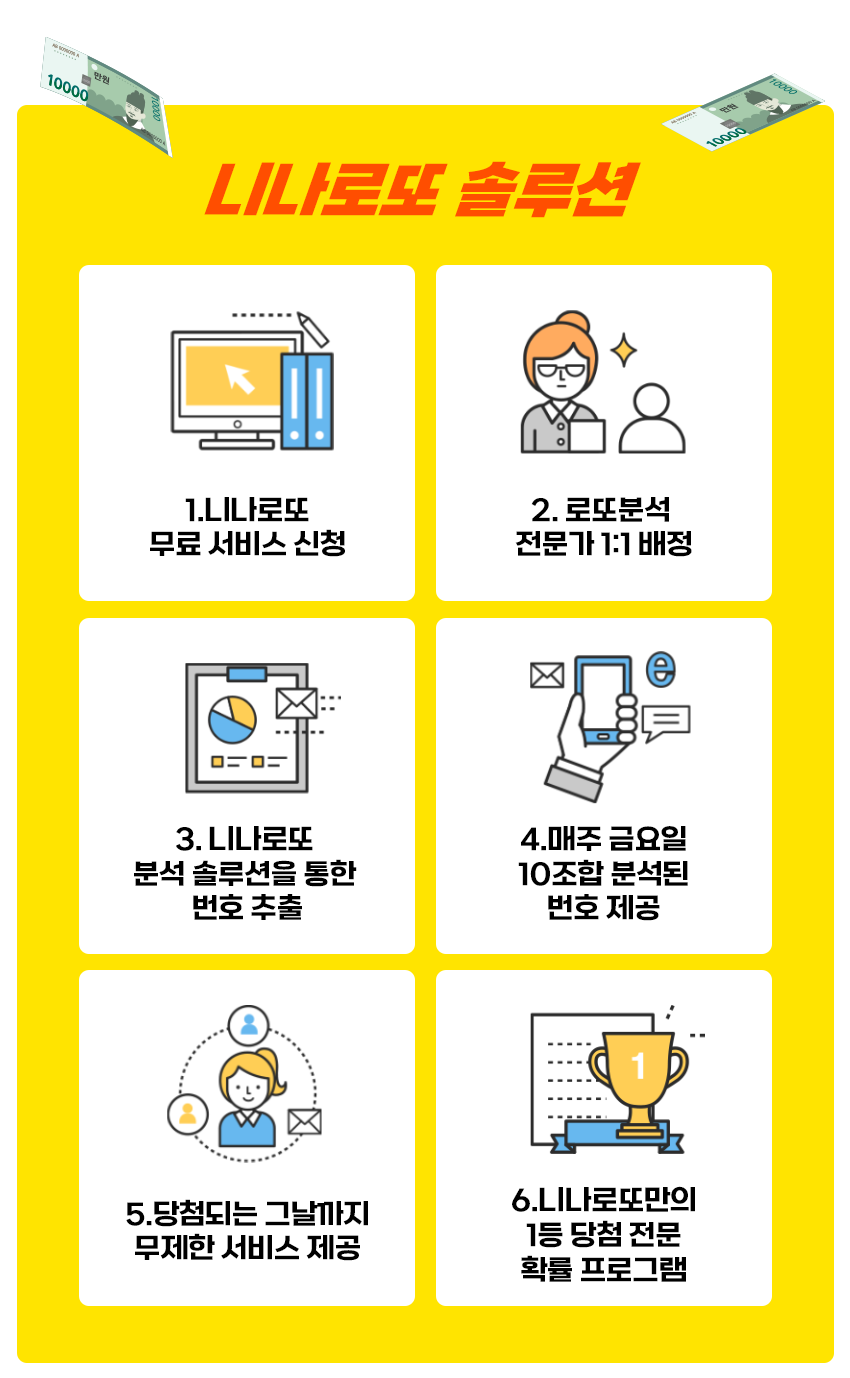 10000
만원
10000
10000
만원
10000
니나로또 솔루션
1.니나로또
무료 서비스 신청
2. 로또분석
전문가 1:1 배정
3. 니나로또
분석 솔루션을 통한
번호 추출
e
4.매주 금요일
10조합 분석된
번호 제공
5.당첨되는 그날까지
무제한 서비스 제공
1
6.니나로또만의
1등 당첨 전문
확률 프로그램